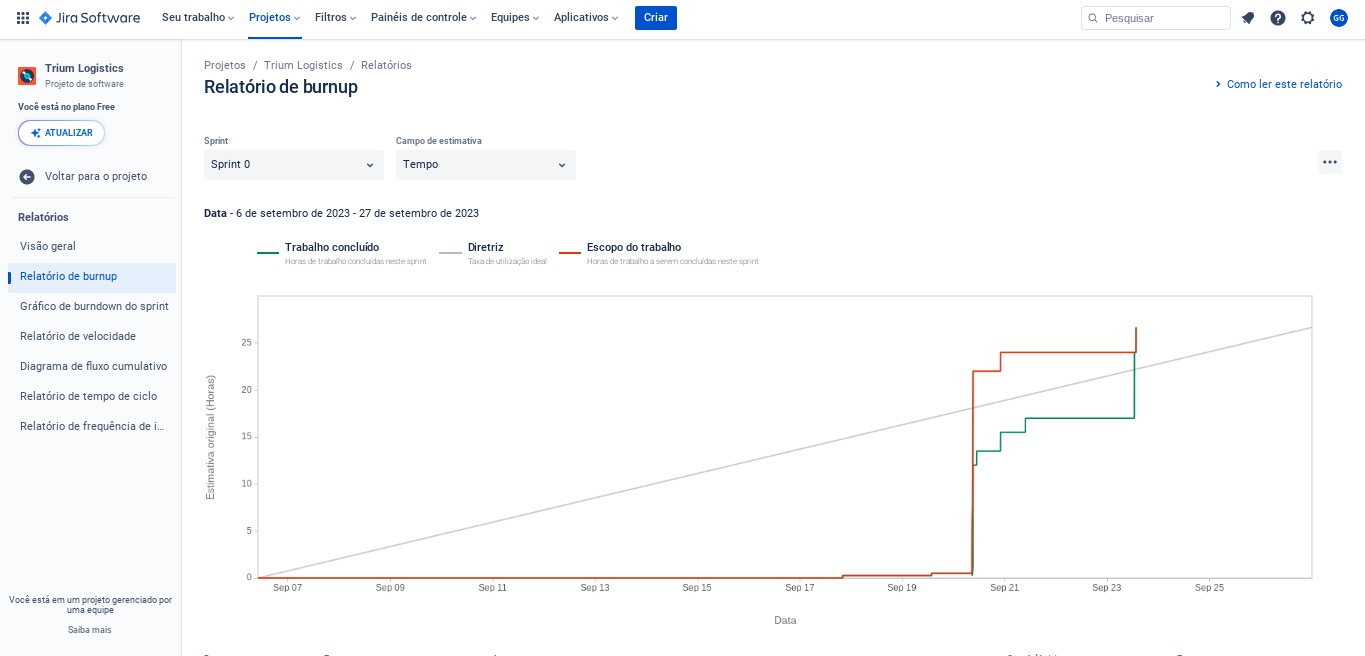 Jira Software
Seu trabalho Projetos Filtros Painéis de controle Equipes Aplicativos Criar Pesquisar GG
Trium Logistics
Projeto de software
Você está no plano Free
ATUALIZAR
Voltar para o projeto
Relatórios
Visão geral
Relatório de burnup
Gráfico de burndown do sprint
Relatório de velocidade
Diagrama de fluxo cumulativo
Relatório de tempo de ciclo
Relatório de frequência de i...
Você está em um projeto gerenciado por
uma equipe
Saiba mais
Projetos / Trium Logistics / Relatórios
Relatório de burnup
Como ler este relatório
Sprint Campo de estimativa
Sprint 0 Tempo
Data - 6 de setembro de 2023 - 27 de setembro de 2023
Trabalho concluído Diretriz Escopo do trabalho
Horas de trabalho concluídas neste sprint Taxa de utilização ideal Horas de trabalho a serem concluídas neste sprint
Estimativa original (Horas)
25
20
15
10
5
0
Sep 07 Sep 09 Sep 11 Sep 13 Sep 15 Sep 17 Sep 19 Sep 21 Sep 23 Sep 25
Data